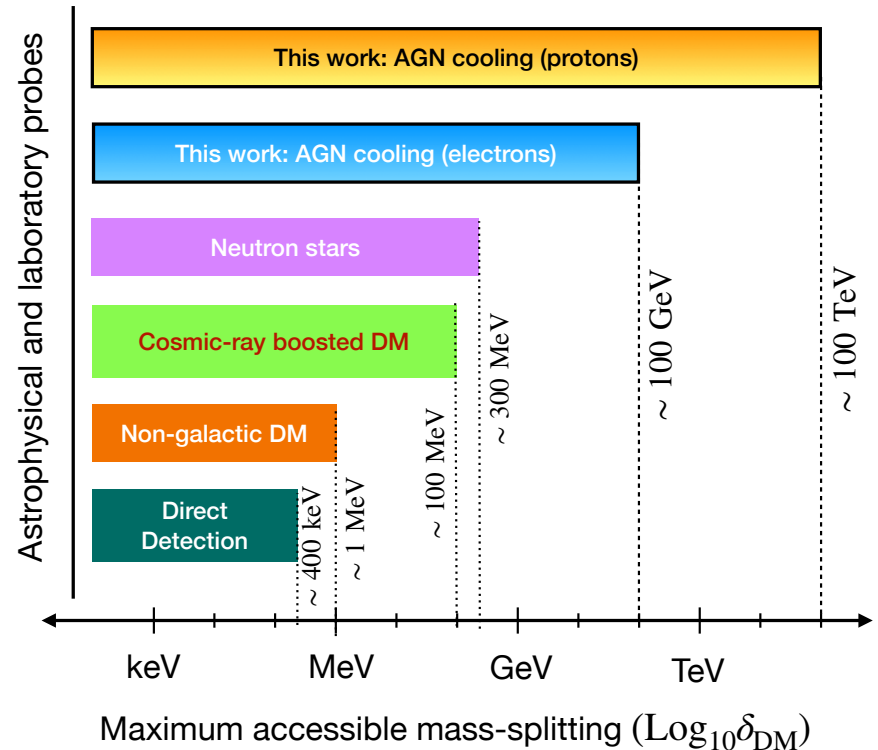 Astrophysical and laboratory probes
This work: AGN cooling (protons)
This work: AGN cooling (electrons)
Neutron stars
Cosmic-ray boosted DM
Non-galactic DM
Direct
Detection
~ 400 keV
~ 1 MeV
~ 100 MeV
~ 300 MeV
~ 100 GeV
~ 100 TeV
keV
MeV
GeV
TeV
Maximum accessible mass-splitting (Log₁₀δ_DM)